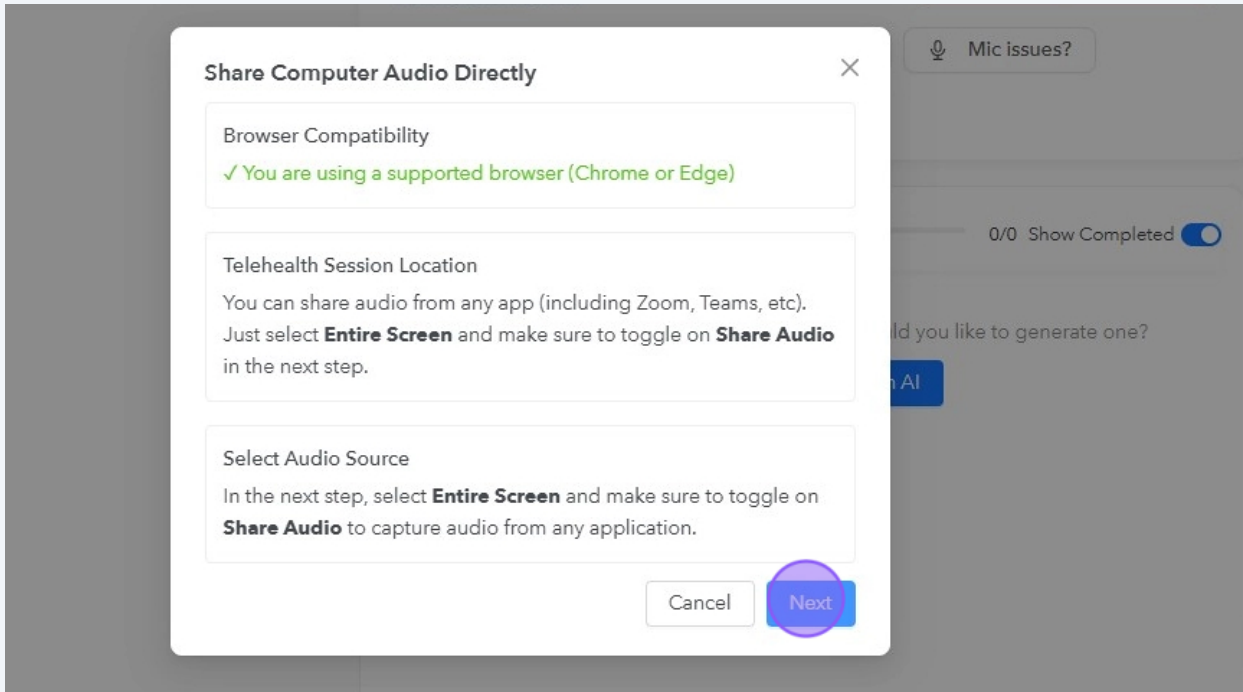 Mic issues?
Share Computer Audio Directly
Browser Compatibility
✓ You are using a supported browser (Chrome or Edge)
0/0 Show Completed
Telehealth Session Location
You can share audio from any app (including Zoom, Teams, etc).
Just select Entire Screen and make sure to toggle on Share Audio
in the next step.
ld you like to generate one?
AI
Select Audio Source
In the next step, select Entire Screen and make sure to toggle on
Share Audio to capture audio from any application.
Cancel
Next